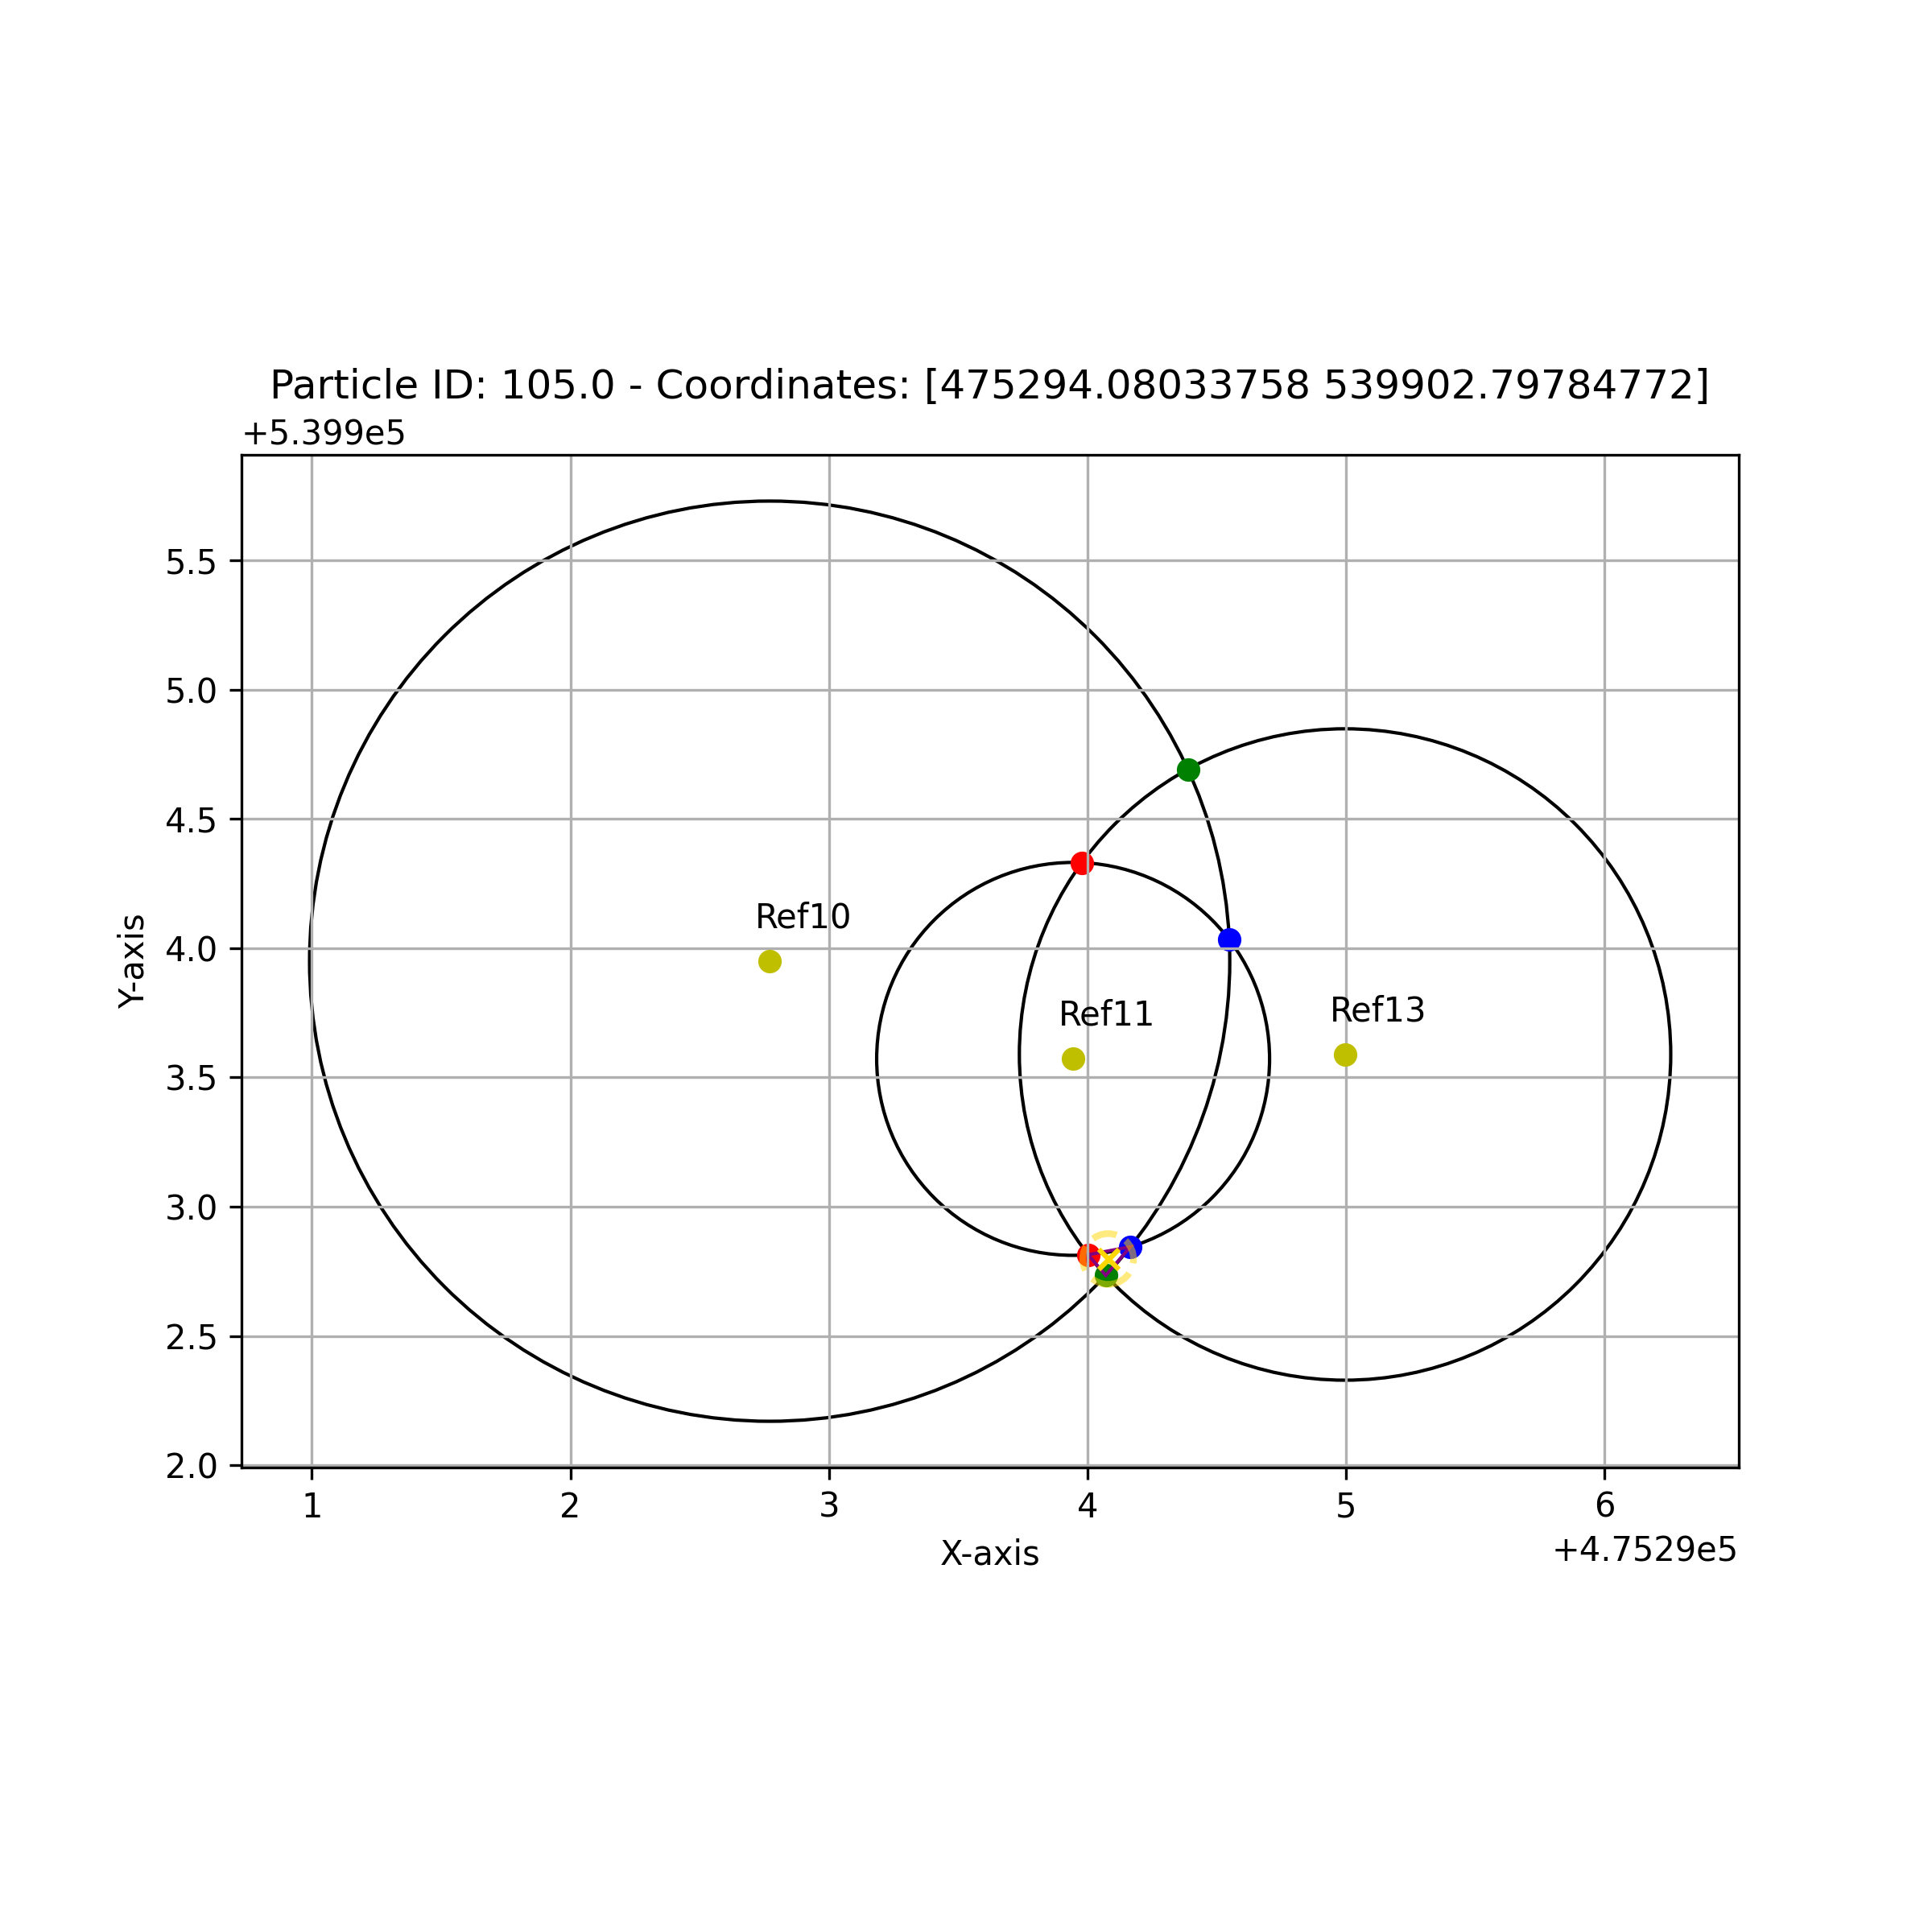 Particle ID: 105.0 - Coordinates: [475294.08033758 539902.79784772]
+5.399e5
5.5
5.0
4.5
4.0
3.5
3.0
2.5
2.0
Y-axis
Ref10
Ref11
Ref13
1 2 3 4 5 6
X-axis
+4.7529e5